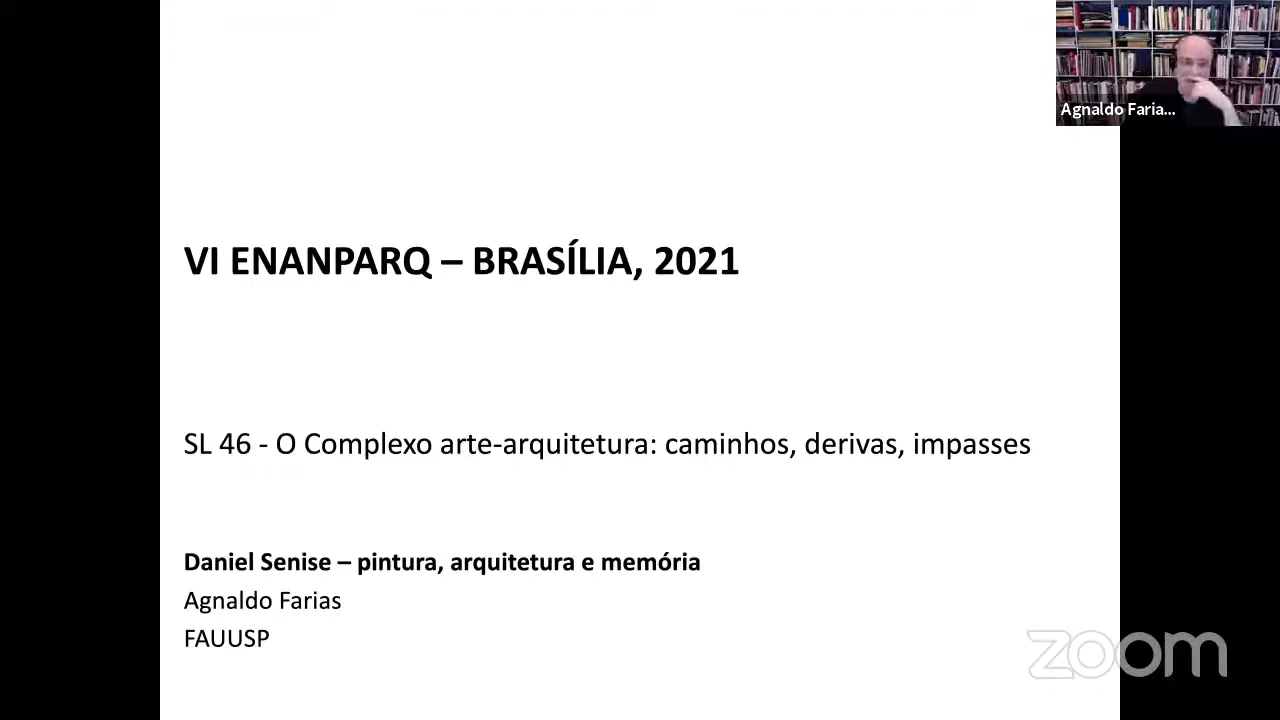 Agnaldo Faria...
VI ENANPARQ – BRASÍLIA, 2021
SL 46 - O Complexo arte-arquitetura: caminhos, derivas, impasses
Daniel Senise – pintura, arquitetura e memória
Agnaldo Farias
FAUUSP
zoom